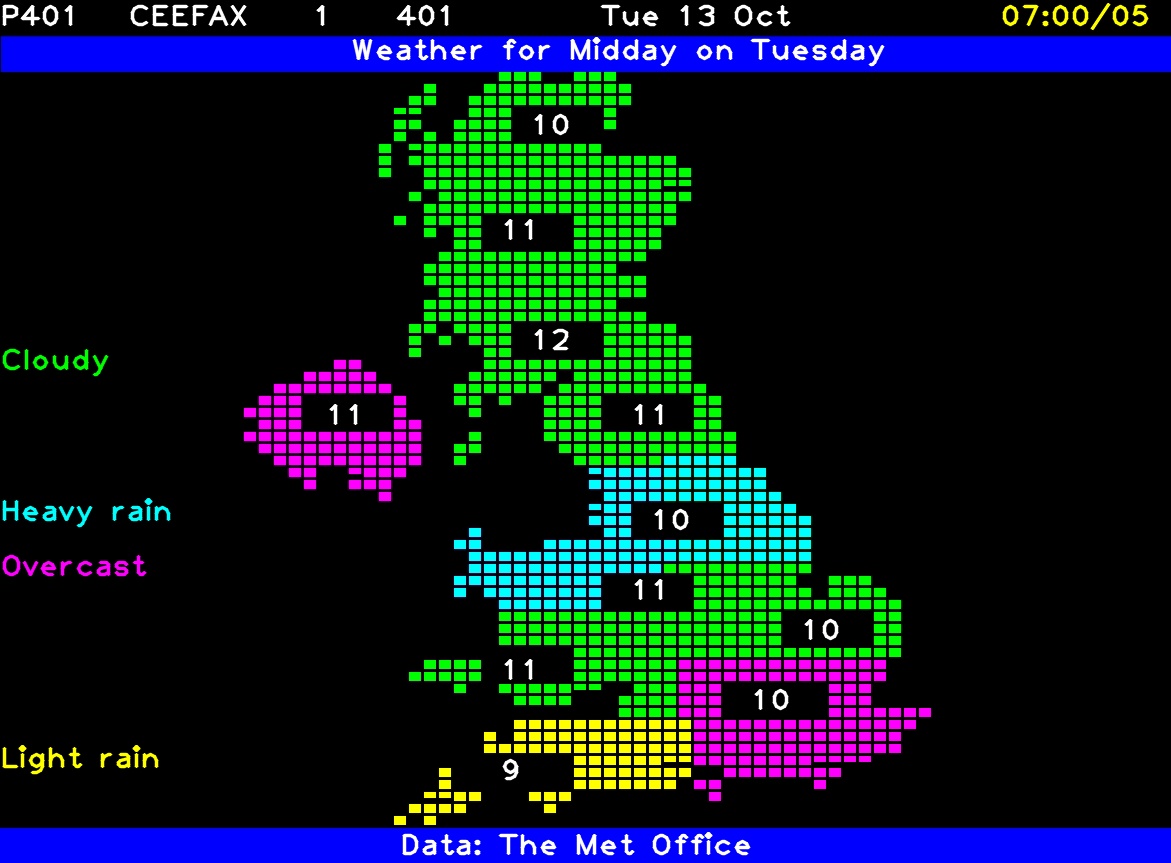 P401 CEEFAX 1 401 Tue 13 Oct 07:00/05
Weather for Midday on Tuesday
10
11
12
Cloudy
11 11
Heavy rain
10
Overcast
11
10
11
10
Light rain
9
Data: The Met Office